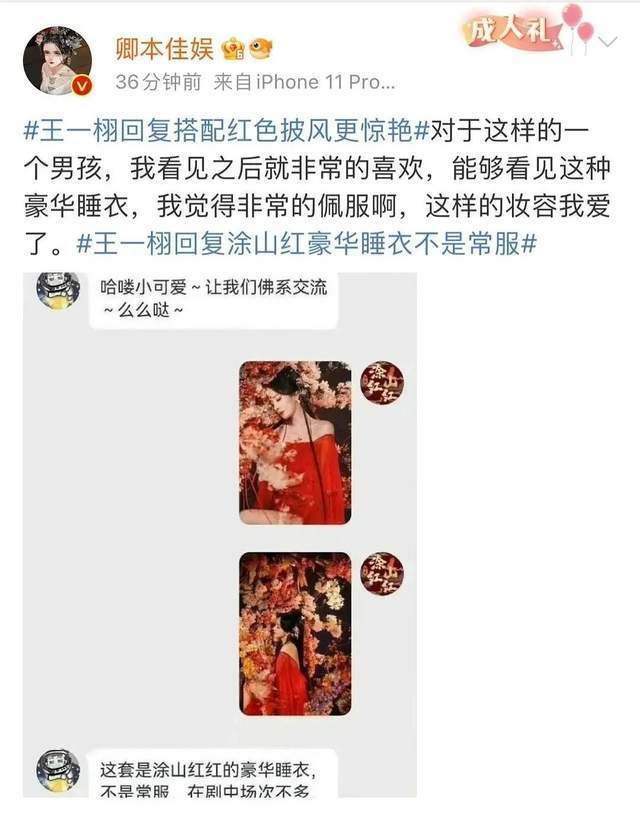 成人礼
卿本佳娱
36分钟前 来自iPhone 11 Pro...
#王一栩回复搭配红色披风更惊艳#对于这样的一
个男孩，我看见之后就非常的喜欢，能够看见这种
豪华睡衣，我觉得非常的佩服啊，这样的妆容我爱
了。#王一栩回复涂山红豪华睡衣不是常服#
哈喽小可爱~让我们佛系交流
~么么哒~
涂山
红红
涂山
红红
这套是涂山红红的豪华睡衣，
不是常服，在剧中场次不多